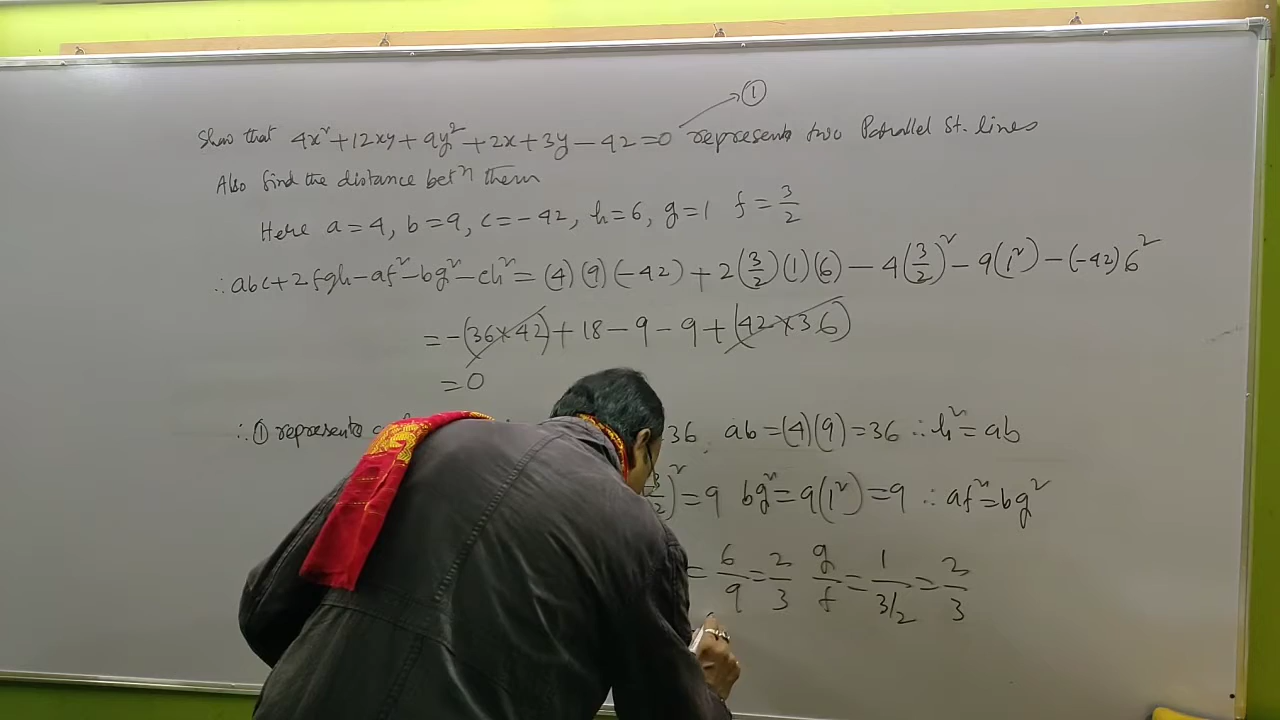 ①
Show that 4x² + 12xy + 9y² + 2x + 3y − 42 = 0 represents two Parallel St. lines
Also find the distance betⁿ them
Here a = 4, b = 9, c = −42, h = 6, g = 1 f = 3/2
∴ abc + 2fgh − af² − bg² − ch² = (4)(9)(−42) + 2(3/2)(1)(6) − 4(3/2)² − 9(1²) − (−42)6²
= −(36×42) + 18 − 9 − 9 + (42×36)
= 0
∴ ① represents 36, ab = (4)(9) = 36 ∴ h² = ab
3/2)² = 9 bg² = 9(1²) = 9 ∴ af² = bg²
= 6/9 = 2/3 g/f = 1/3/2 = 2/3